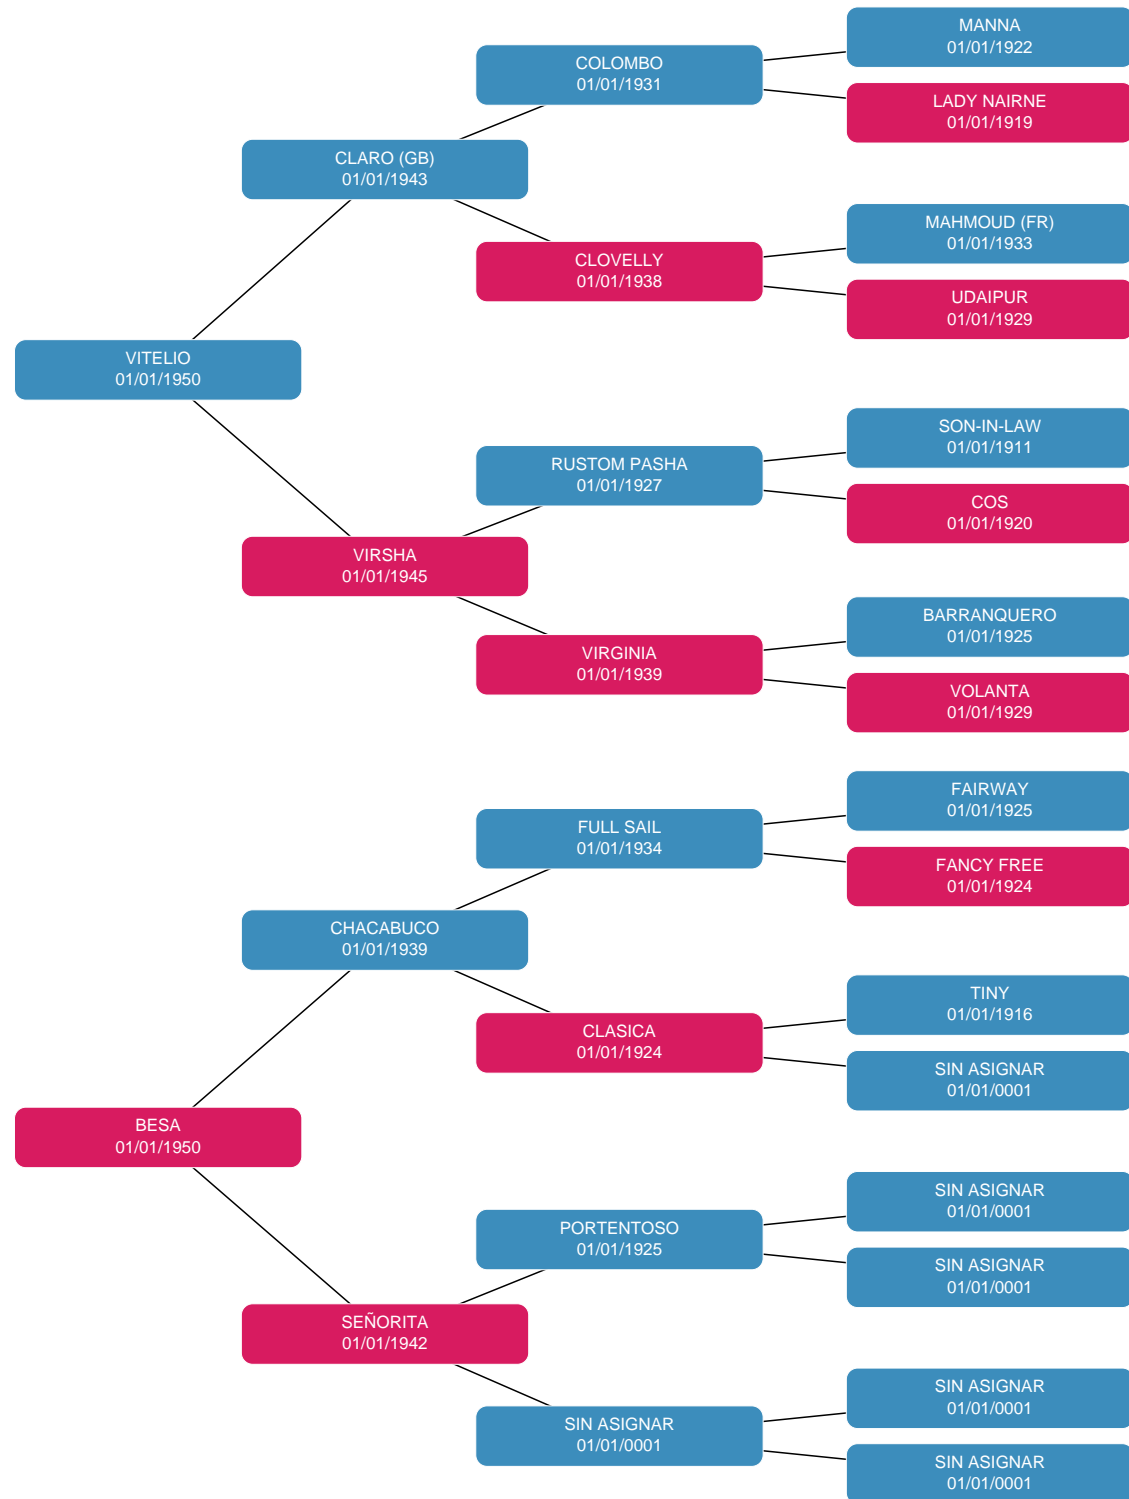 MANNA
01/01/1922
COLOMBO
01/01/1931
LADY NAIRNE
01/01/1919
CLARO (GB)
01/01/1943
MAHMOUD (FR)
01/01/1933
CLOVELLY
01/01/1938
UDAIPUR
01/01/1929
VITELIO
01/01/1950
SON-IN-LAW
01/01/1911
RUSTOM PASHA
01/01/1927
COS
01/01/1920
VIRSHA
01/01/1945
BARRANQUERO
01/01/1925
VIRGINIA
01/01/1939
VOLANTA
01/01/1929
FAIRWAY
01/01/1925
FULL SAIL
01/01/1934
FANCY FREE
01/01/1924
CHACABUCO
01/01/1939
TINY
01/01/1916
CLASICA
01/01/1924
SIN ASIGNAR
01/01/0001
BESA
01/01/1950
SIN ASIGNAR
01/01/0001
PORTENTOSO
01/01/1925
SIN ASIGNAR
01/01/0001
SEÑORITA
01/01/1942
SIN ASIGNAR
01/01/0001
SIN ASIGNAR
01/01/0001
SIN ASIGNAR
01/01/0001